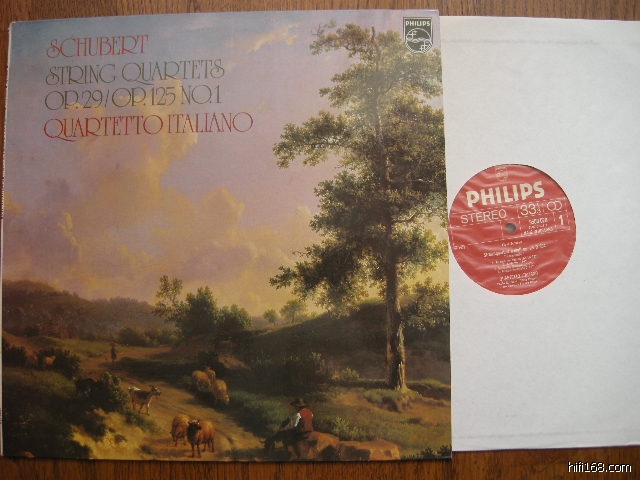 SCHUBERT
STRING QUARTETS
OP. 29/OP. 125 NO. 1
QUARTETTO ITALIANO
PHILIPS
PHILIPS
STEREO
33⅓
1
hifi168.com